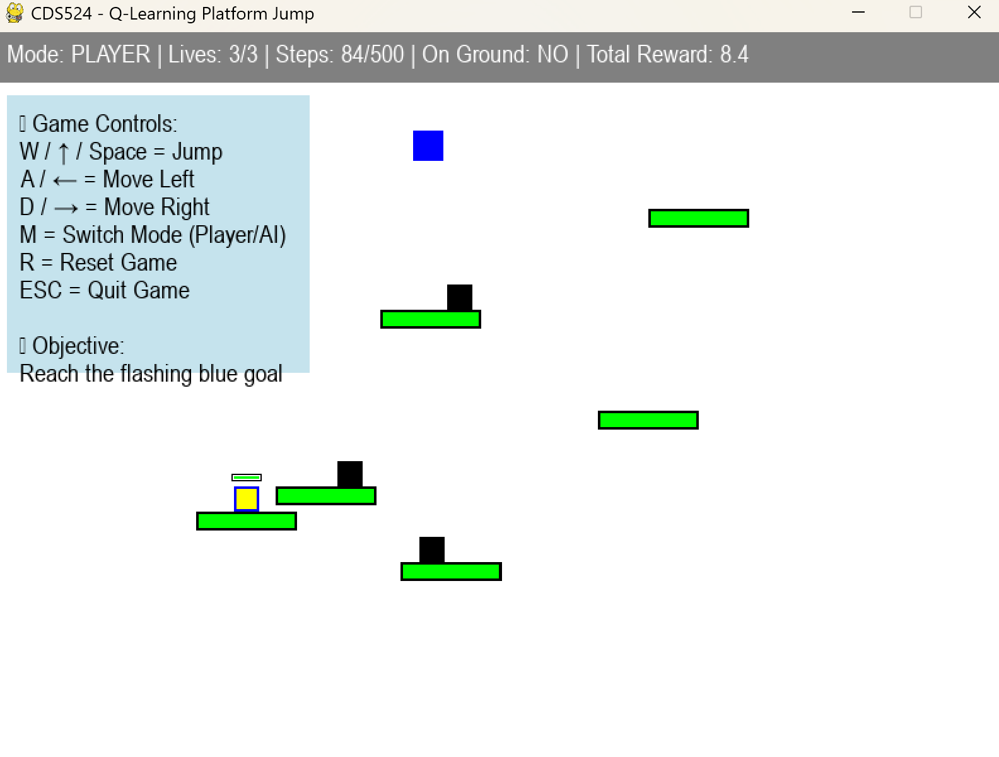 CDS524 - Q-Learning Platform Jump
Mode: PLAYER | Lives: 3/3 | Steps: 84/500 | On Ground: NO | Total Reward: 8.4
▯ Game Controls:
W / ↑ / Space = Jump
A / ← = Move Left
D / → = Move Right
M = Switch Mode (Player/AI)
R = Reset Game
ESC = Quit Game
▯ Objective:
Reach the flashing blue goal